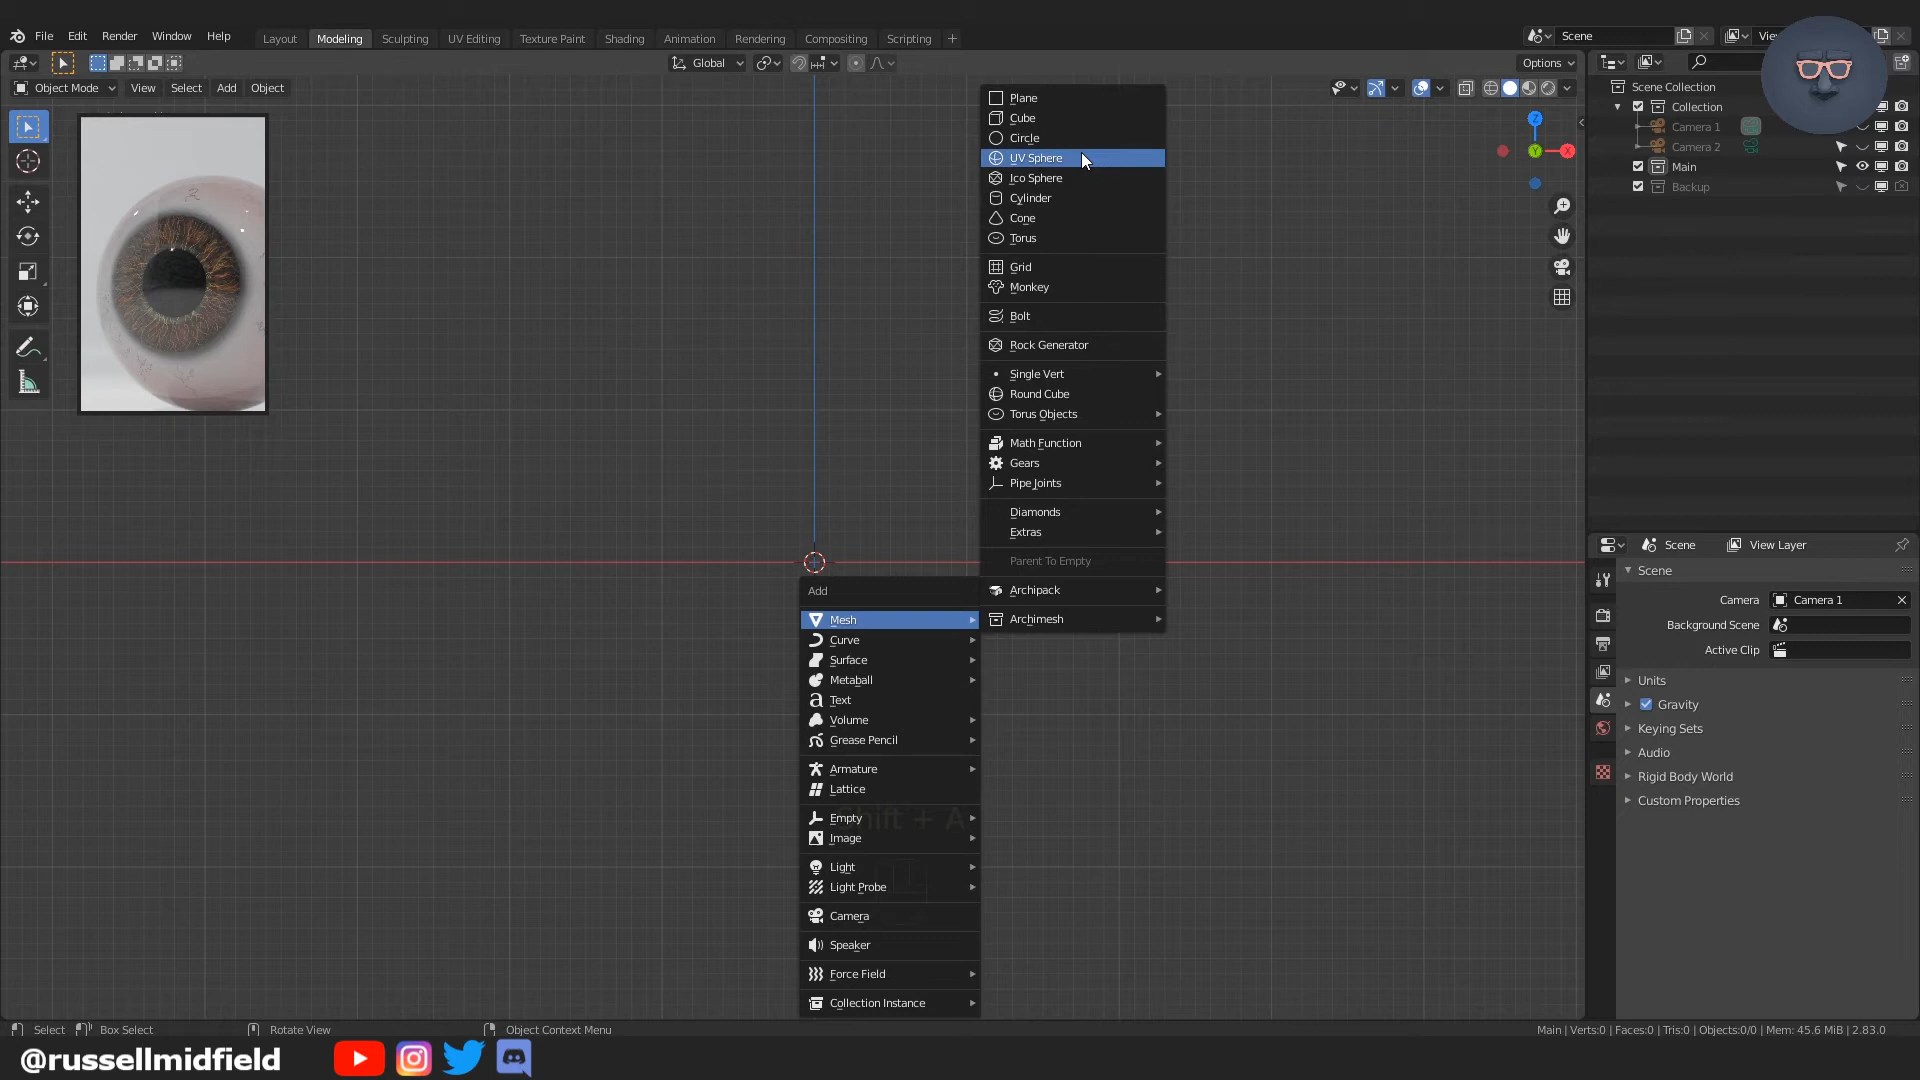 File Edit Render Window Help
Layout Modeling Sculpting UV Editing Texture Paint Shading Animation Rendering Compositing Scripting +
Scene
Global
Options
Object Mode View Select Add Object
Z
Y
X
Scene Collection
Collection
Camera 1
Camera 2
Main
Backup
Plane
Cube
Circle
UV Sphere
Ico Sphere
Cylinder
Cone
Torus
Grid
Monkey
Bolt
Rock Generator
Single Vert
Round Cube
Torus Objects
Math Function
Gears
Pipe Joints
Diamonds
Extras
Parent To Empty
Archipack
Archimesh
Add
Mesh
Curve
Surface
Metaball
Text
Volume
Grease Pencil
Armature
Lattice
Shift + A
Empty
Image
Light
Light Probe
Camera
Speaker
Force Field
Collection Instance
Scene View Layer
Scene
Camera Camera 1
Background Scene
Active Clip
Units
Gravity
Keying Sets
Audio
Rigid Body World
Custom Properties
Select Box Select Rotate View Object Context Menu
Main | Verts:0 | Faces:0 | Tris:0 | Objects:0/0 | Mem: 45.6 MiB | 2.83.0
@russellmidfield